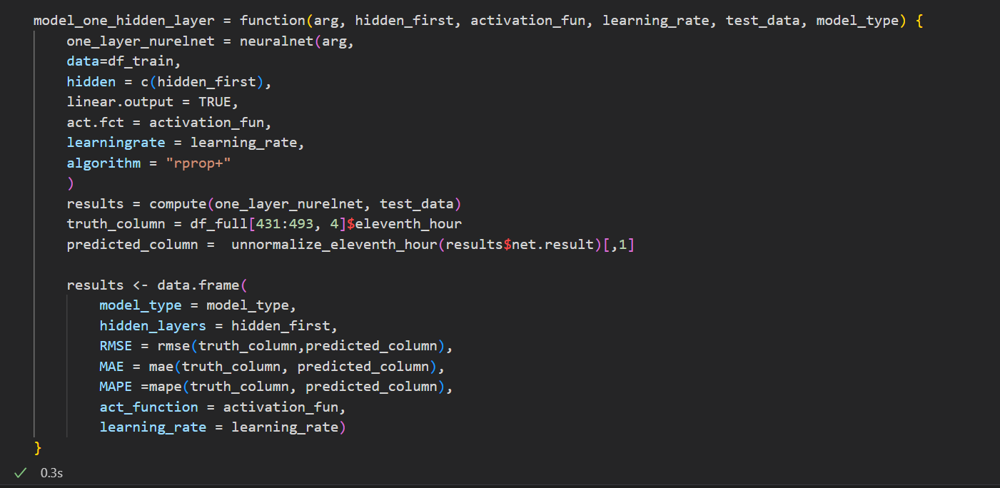 model_one_hidden_layer = function(arg, hidden_first, activation_fun, learning_rate, test_data, model_type) {
    one_layer_nurelnet = neuralnet(arg,
    data=df_train,
    hidden = c(hidden_first),
    linear.output = TRUE,
    act.fct = activation_fun,
    learningrate = learning_rate,
    algorithm = "rprop+"
    )
    results = compute(one_layer_nurelnet, test_data)
    truth_column = df_full[431:493, 4]$eleventh_hour
    predicted_column =  unnormalize_eleventh_hour(results$net.result)[,1]

    results <- data.frame(
        model_type = model_type,
        hidden_layers = hidden_first,
        RMSE = rmse(truth_column,predicted_column),
        MAE = mae(truth_column, predicted_column),
        MAPE =mape(truth_column, predicted_column),
        act_function = activation_fun,
        learning_rate = learning_rate)
}
✓ 0.3s